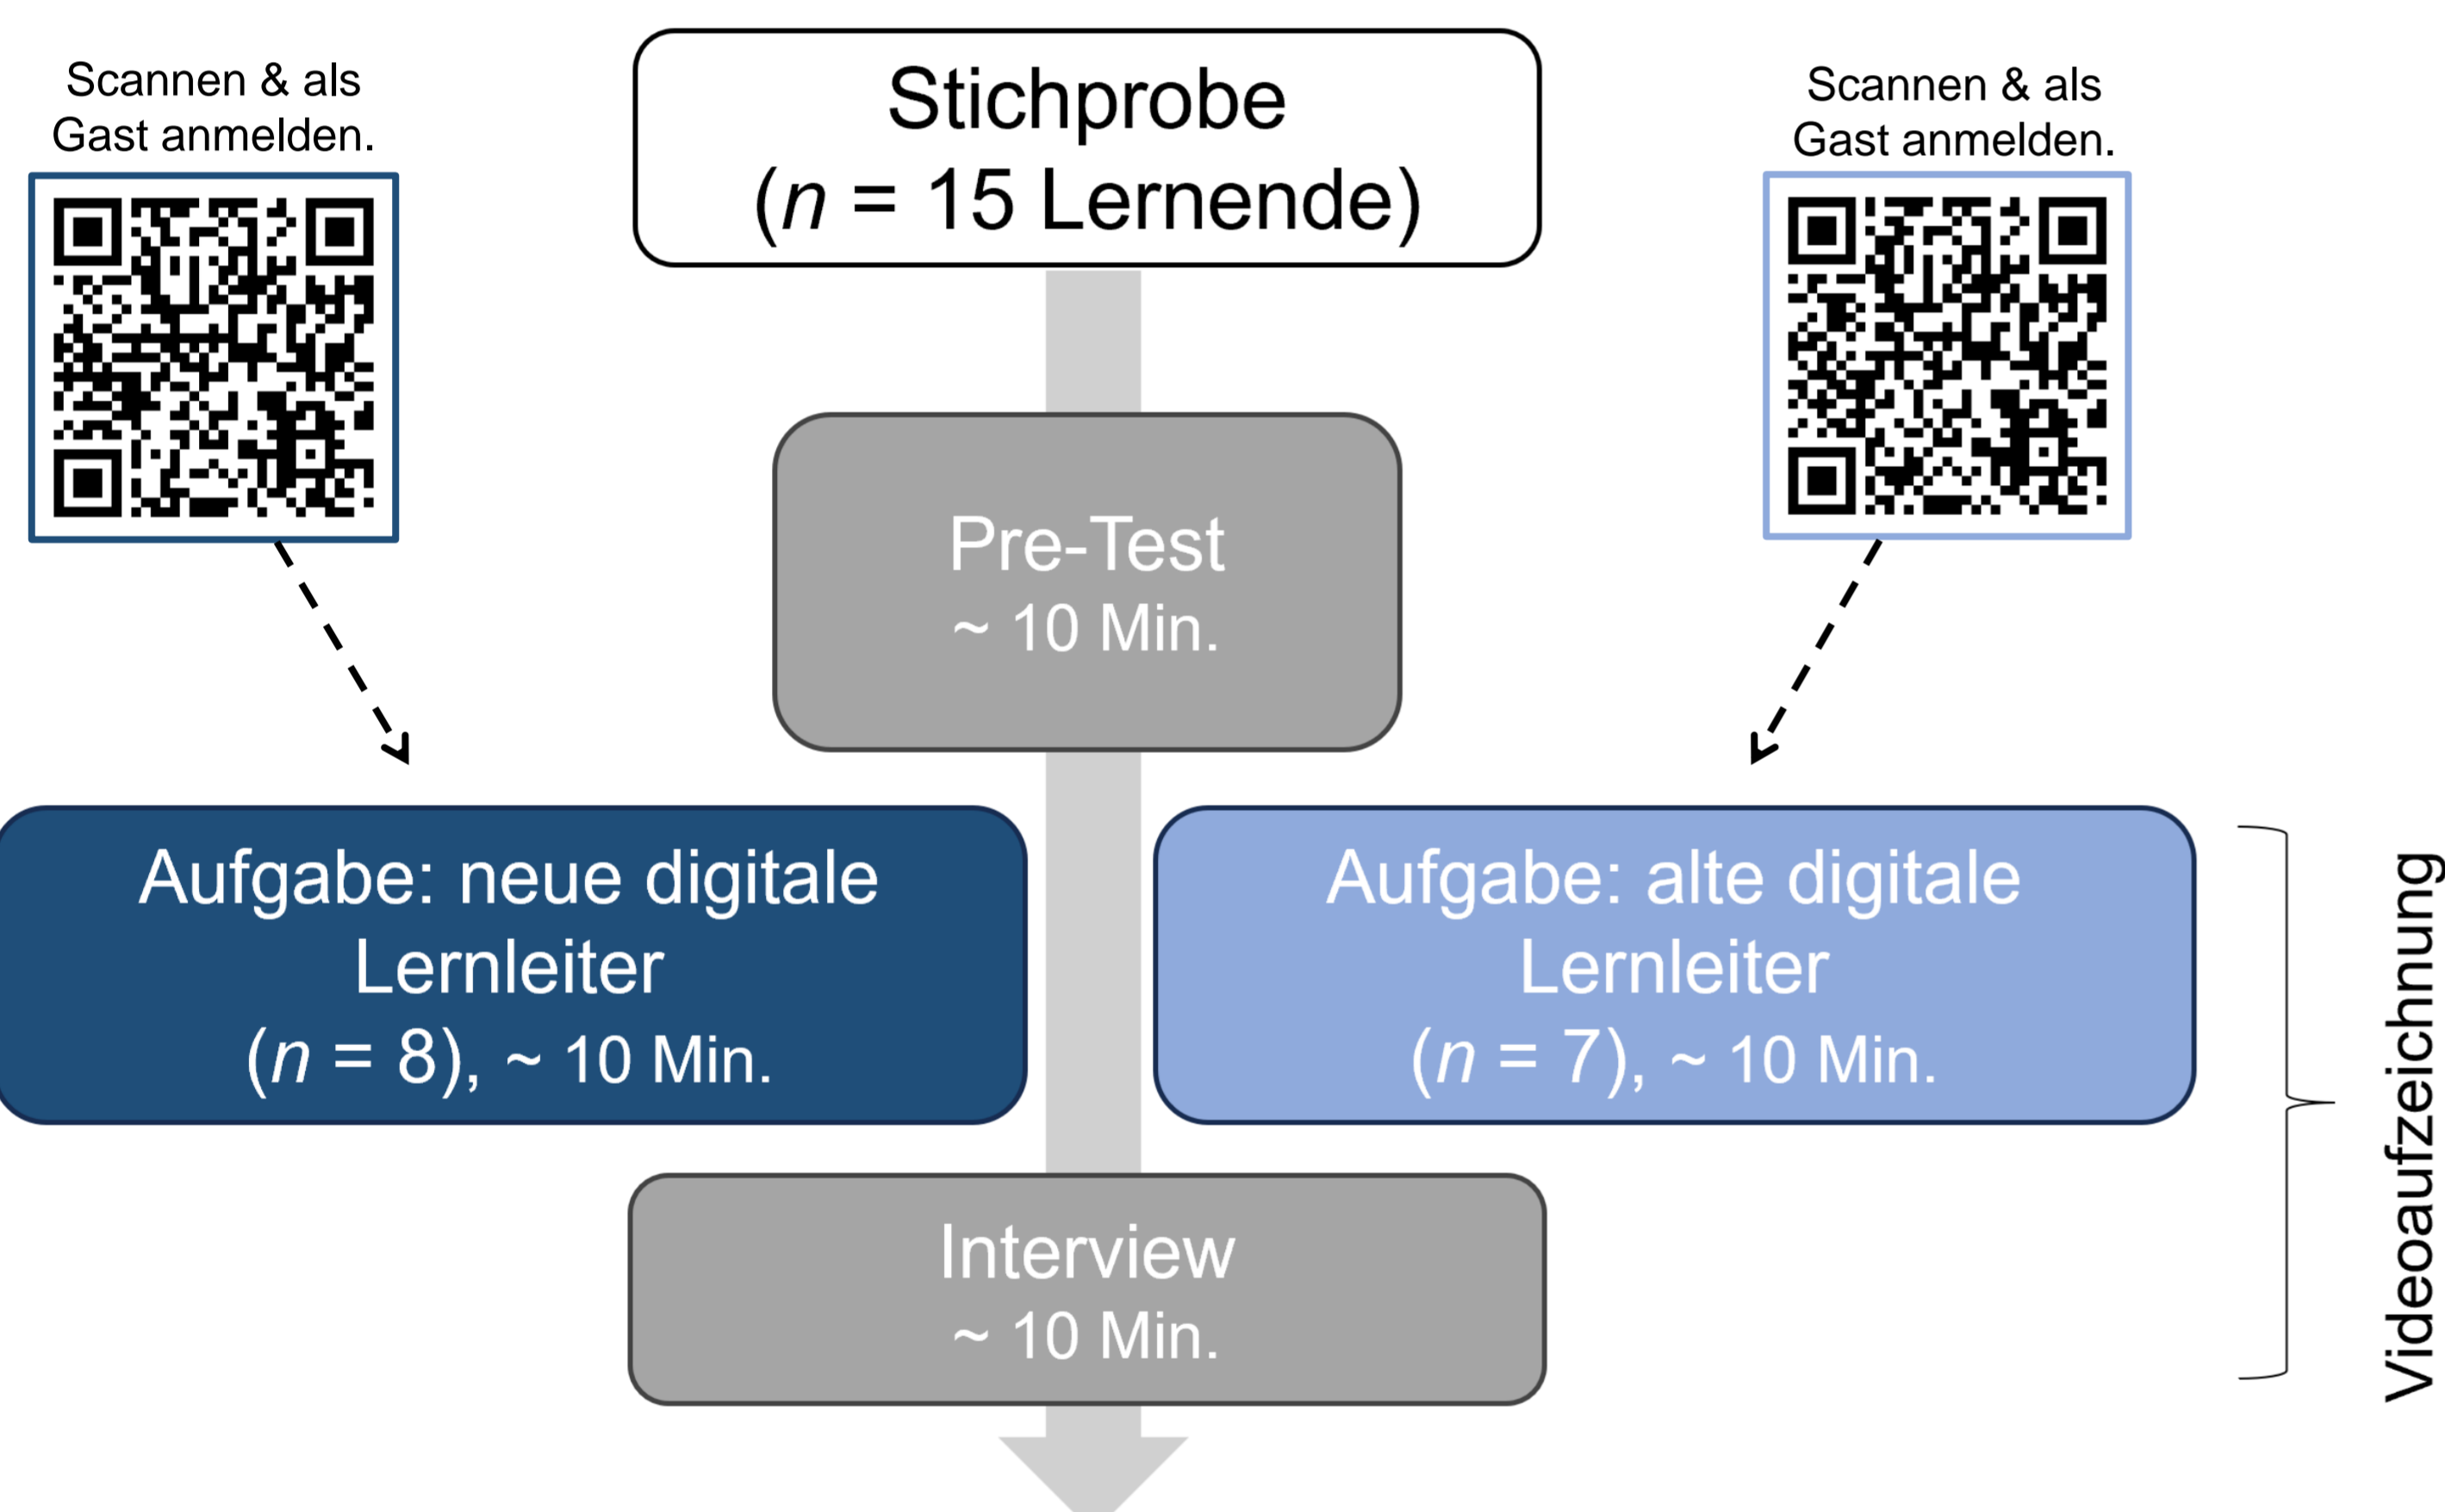 Scannen & als
Gast anmelden.
Stichprobe
(n = 15 Lernende)
Scannen & als
Gast anmelden.
Pre-Test
~ 10 Min.
Aufgabe: neue digitale
Lernleiter
(n = 8), ~ 10 Min.
Aufgabe: alte digitale
Lernleiter
(n = 7), ~ 10 Min.
Videoaufzeichnung
Interview
~ 10 Min.